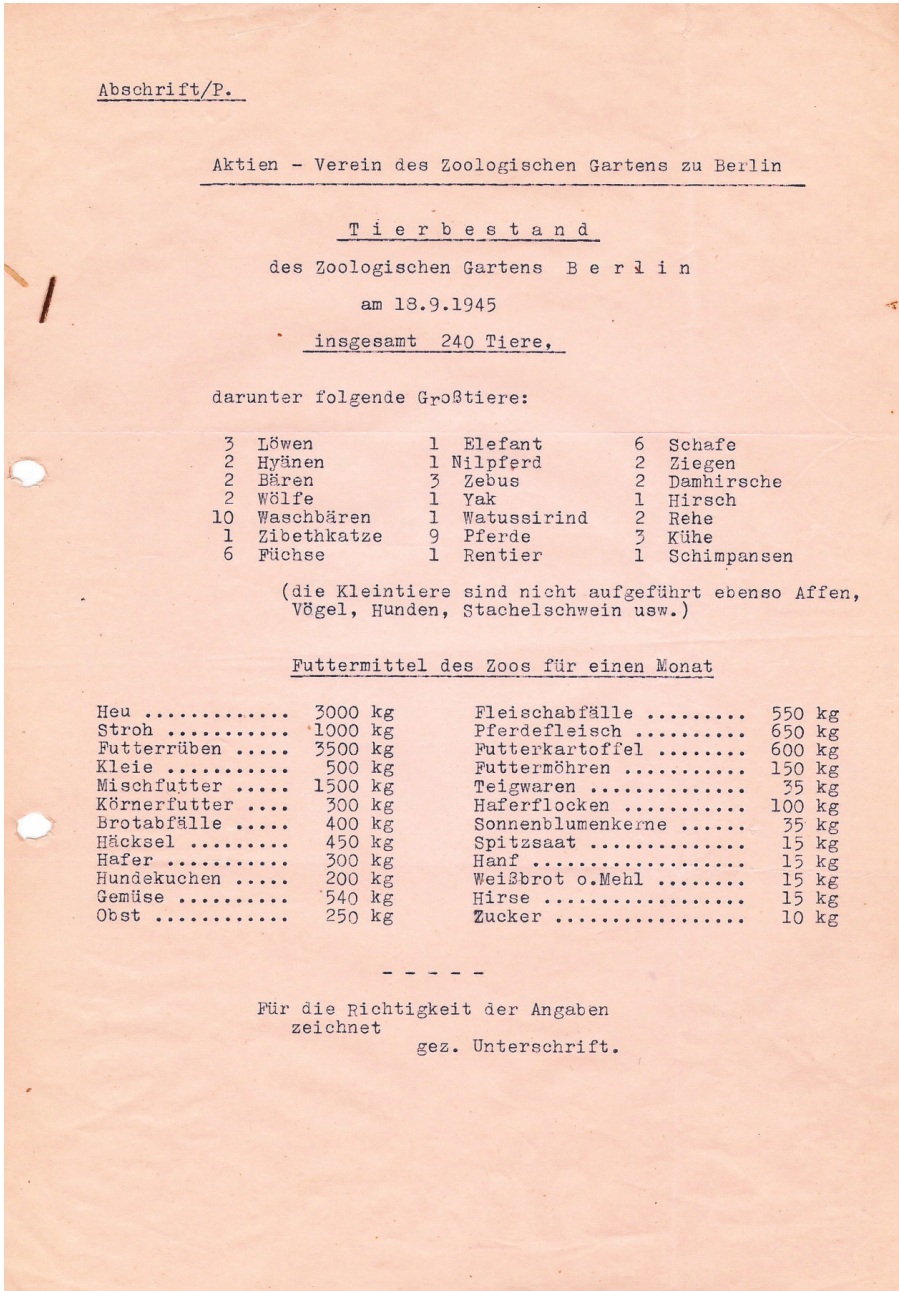 Abschrift/P.
Aktien - Verein des Zoologischen Gartens zu Berlin
T i e r b e s t a n d
des Zoologischen Gartens B e r l i n
am 18.9.1945
insgesamt 240 Tiere,
darunter folgende Großtiere:
3 Löwen 1 Elefant 6 Schafe
2 Hyänen 1 Nilpferd 2 Ziegen
2 Bären 3 Zebus 2 Damhirsche
2 Wölfe 1 Yak 1 Hirsch
10 Waschbären 1 Watussirind 2 Rehe
1 Zibethkatze 9 Pferde 3 Kühe
6 Füchse 1 Rentier 1 Schimpansen
(die Kleintiere sind nicht aufgeführt ebenso Affen,
Vögel, Hunden, Stachelschwein usw.)
Futtermittel des Zoos für einen Monat
Heu ............. 3000 kg Fleischabfälle ......... 550 kg
Stroh ........... 1000 kg Pferdefleisch .......... 650 kg
Futterrüben ..... 3500 kg Futterkartoffel ........ 600 kg
Kleie ........... 500 kg Futtermöhren ........... 150 kg
Mischfutter ..... 1500 kg Teigwaren .............. 35 kg
Körnerfutter .... 300 kg Haferflocken ........... 100 kg
Brotabfälle ..... 400 kg Sonnenblumenkerne ...... 35 kg
Häcksel ......... 450 kg Spitzsaat .............. 15 kg
Hafer ........... 300 kg Hanf ................... 15 kg
Hundekuchen ..... 200 kg Weißbrot o.Mehl ........ 15 kg
Gemüse .......... 540 kg Hirse .................. 15 kg
Obst ............ 250 kg Zucker ................. 10 kg
- - - - -
Für die Richtigkeit der Angaben
zeichnet
gez. Unterschrift.